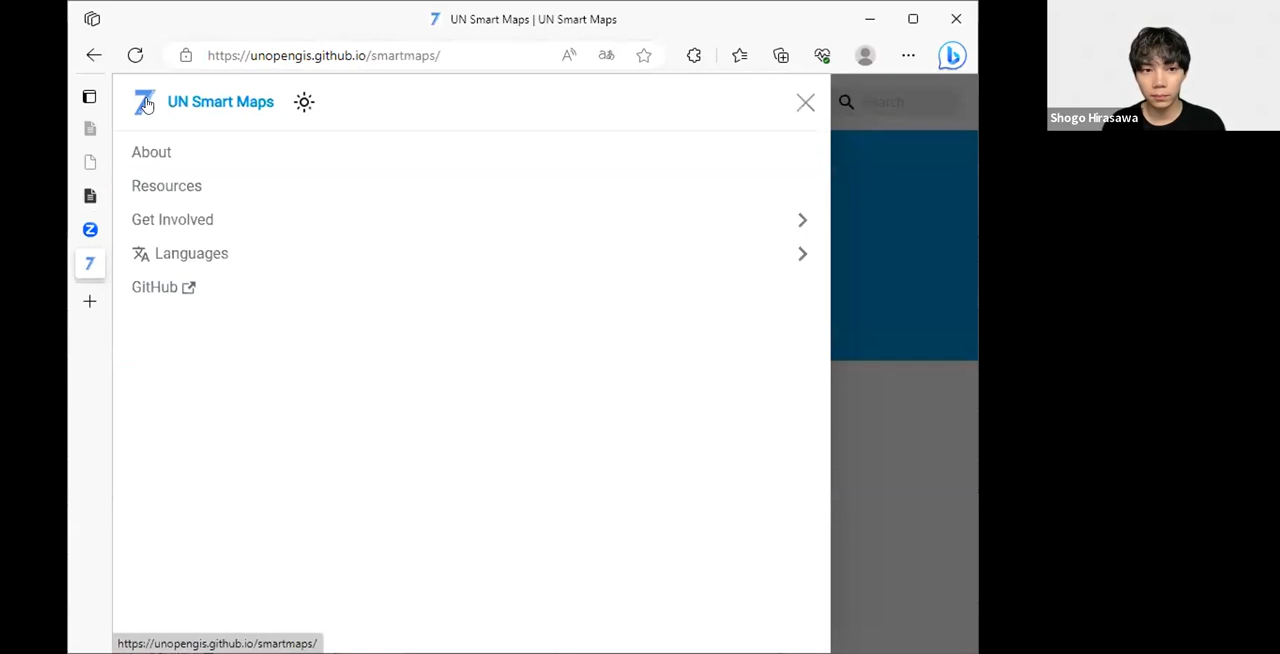 UN Smart Maps | UN Smart Maps
https://unopengis.github.io/smartmaps/
UN Smart Maps
Search
About
Resources
Get Involved
Languages
GitHub
https://unopengis.github.io/smartmaps/
Shogo Hirasawa